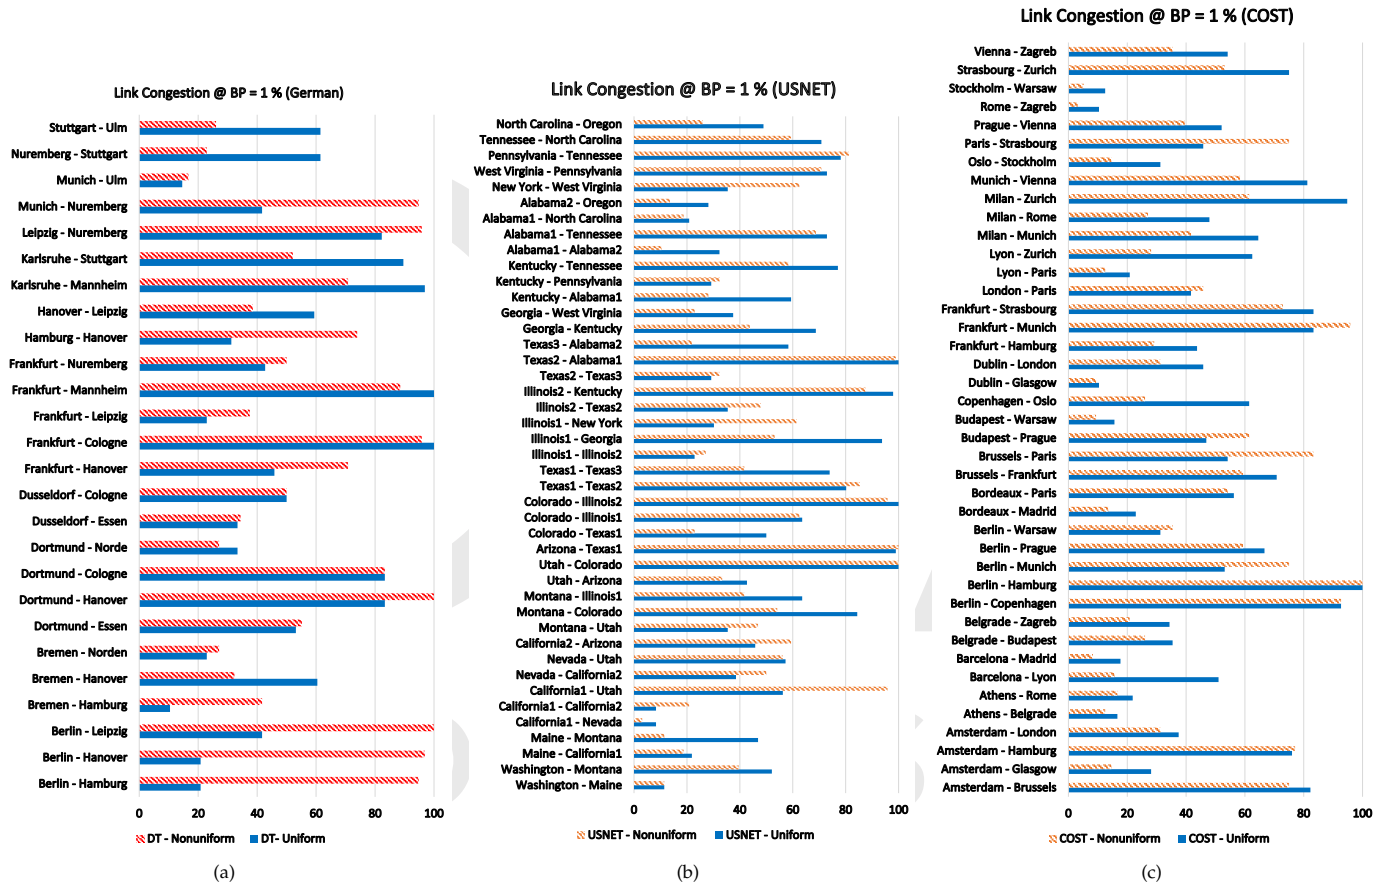 Link Congestion @ BP = 1 % (German)
Stuttgart - Ulm
Nuremberg - Stuttgart
Munich - Ulm
Munich - Nuremberg
Leipzig - Nuremberg
Karlsruhe - Stuttgart
Karlsruhe - Mannheim
Hanover - Leipzig
Hamburg - Hanover
Frankfurt - Nuremberg
Frankfurt - Mannheim
Frankfurt - Leipzig
Frankfurt - Cologne
Frankfurt - Hanover
Dusseldorf - Cologne
Dusseldorf - Essen
Dortmund - Norde
Dortmund - Cologne
Dortmund - Hanover
Dortmund - Essen
Bremen - Norden
Bremen - Hanover
Bremen - Hamburg
Berlin - Leipzig
Berlin - Hanover
Berlin - Hamburg
0 20 40 60 80 100
DT - Nonuniform DT- Uniform
(a)
Link Congestion @ BP = 1 % (USNET)
North Carolina - Oregon
Tennessee - North Carolina
Pennsylvania - Tennessee
West Virginia - Pennsylvania
New York - West Virginia
Alabama2 - Oregon
Alabama1 - North Carolina
Alabama1 - Tennessee
Alabama1 - Alabama2
Kentucky - Tennessee
Kentucky - Pennsylvania
Kentucky - Alabama1
Georgia - West Virginia
Georgia - Kentucky
Texas3 - Alabama2
Texas2 - Alabama1
Texas2 - Texas3
Illinois2 - Kentucky
Illinois2 - Texas2
Illinois1 - New York
Illinois1 - Georgia
Illinois1 - Illinois2
Texas1 - Texas3
Texas1 - Texas2
Colorado - Illinois2
Colorado - Illinois1
Colorado - Texas1
Arizona - Texas1
Utah - Colorado
Utah - Arizona
Montana - Illinois1
Montana - Colorado
Montana - Utah
California2 - Arizona
Nevada - Utah
Nevada - California2
California1 - Utah
California1 - California2
California1 - Nevada
Maine - Montana
Maine - California1
Washington - Montana
Washington - Maine
0 20 40 60 80 100
USNET - Nonuniform USNET - Uniform
(b)
Link Congestion @ BP = 1 % (COST)
Vienna - Zagreb
Strasbourg - Zurich
Stockholm - Warsaw
Rome - Zagreb
Prague - Vienna
Paris - Strasbourg
Oslo - Stockholm
Munich - Vienna
Milan - Zurich
Milan - Rome
Milan - Munich
Lyon - Zurich
Lyon - Paris
London - Paris
Frankfurt - Strasbourg
Frankfurt - Munich
Frankfurt - Hamburg
Dublin - London
Dublin - Glasgow
Copenhagen - Oslo
Budapest - Warsaw
Budapest - Prague
Brussels - Paris
Brussels - Frankfurt
Bordeaux - Paris
Bordeaux - Madrid
Berlin - Warsaw
Berlin - Prague
Berlin - Munich
Berlin - Hamburg
Berlin - Copenhagen
Belgrade - Zagreb
Belgrade - Budapest
Barcelona - Madrid
Barcelona - Lyon
Athens - Rome
Athens - Belgrade
Amsterdam - London
Amsterdam - Hamburg
Amsterdam - Glasgow
Amsterdam - Brussels
0 20 40 60 80 100
COST - Nonuniform COST - Uniform
(c)